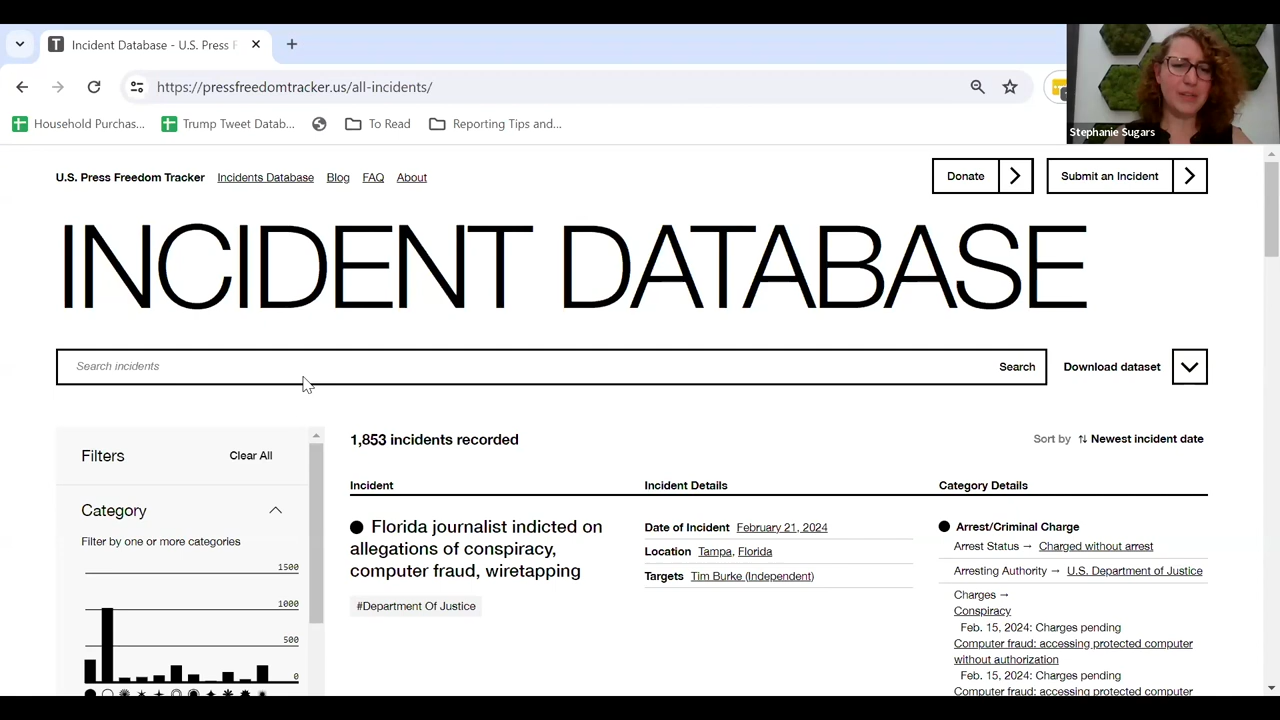 Incident Database - U.S. Press F
https://pressfreedomtracker.us/all-incidents/
Household Purchas...
Trump Tweet Datab...
To Read
Reporting Tips and...
Stephanie Sugars
U.S. Press Freedom Tracker Incidents Database Blog FAQ About
Donate
Submit an Incident
INCIDENT DATABASE
Search incidents
Search
Download dataset
Filters
Clear All
1,853 incidents recorded
Sort by Newest incident date
Category
Filter by one or more categories
1500
1000
500
0
Incident
Incident Details
Category Details
Florida journalist indicted on
allegations of conspiracy,
computer fraud, wiretapping
#Department Of Justice
Date of Incident February 21, 2024
Location Tampa, Florida
Targets Tim Burke (Independent)
Arrest/Criminal Charge
Arrest Status → Charged without arrest
Arresting Authority → U.S. Department of Justice
Charges →
Conspiracy
Feb. 15, 2024: Charges pending
Computer fraud: accessing protected computer
without authorization
Feb. 15, 2024: Charges pending
Computer fraud: accessing protected computer